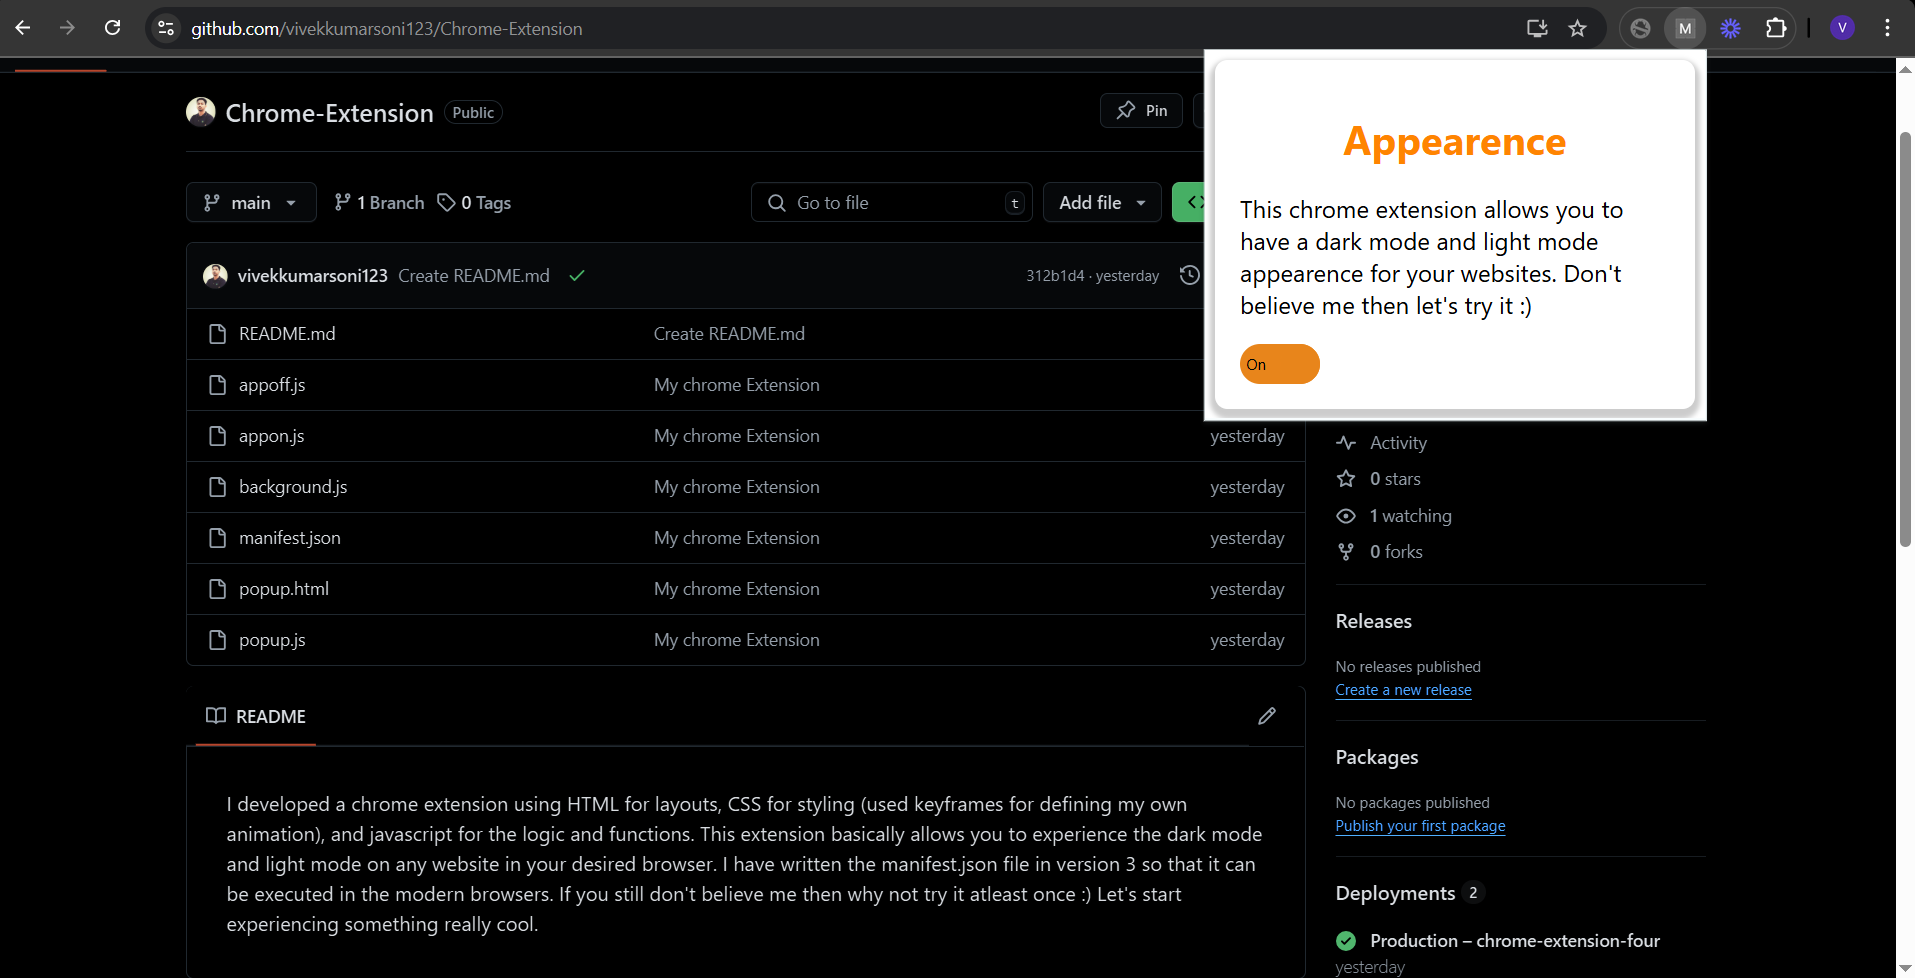 github.com/vivekkumarsoni123/Chrome-Extension
M
V
Chrome-Extension
Public
Pin
Appearence
This chrome extension allows you to
have a dark mode and light mode
appearence for your websites. Don't
believe me then let's try it :)
On
main
1 Branch
0 Tags
Go to file
t
Add file
<>
vivekkumarsoni123
Create README.md
312b1d4 · yesterday
README.md
Create README.md
appoff.js
My chrome Extension
appon.js
My chrome Extension
yesterday
background.js
My chrome Extension
yesterday
manifest.json
My chrome Extension
yesterday
popup.html
My chrome Extension
yesterday
popup.js
My chrome Extension
yesterday
Activity
0 stars
1 watching
0 forks
Releases
No releases published
Create a new release
Packages
No packages published
Publish your first package
Deployments 2
Production – chrome-extension-four
yesterday
README
I developed a chrome extension using HTML for layouts, CSS for styling (used keyframes for defining my own
animation), and javascript for the logic and functions. This extension basically allows you to experience the dark mode
and light mode on any website in your desired browser. I have written the manifest.json file in version 3 so that it can
be executed in the modern browsers. If you still don't believe me then why not try it atleast once :) Let's start
experiencing something really cool.